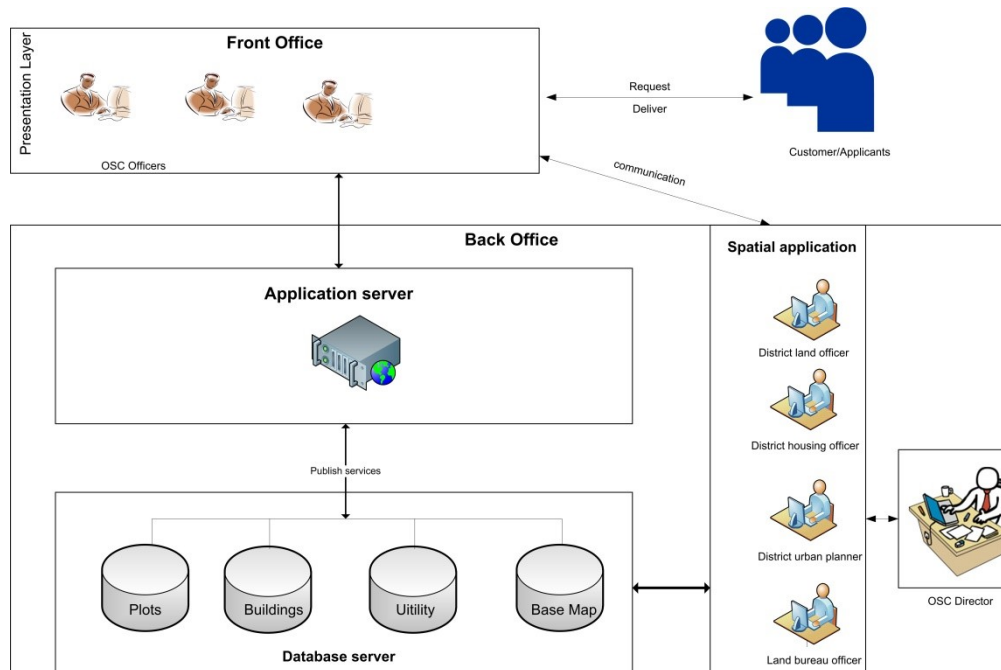 Presentation Layer
Front Office
OSC Officers
Request
Deliver
Customer/Applicants
communication
Back Office
Application server
Publish services
Plots
Buildings
Uitility
Base Map
Database server
Spatial application
District land officer
District housing officer
District urban planner
Land bureau officer
OSC Director